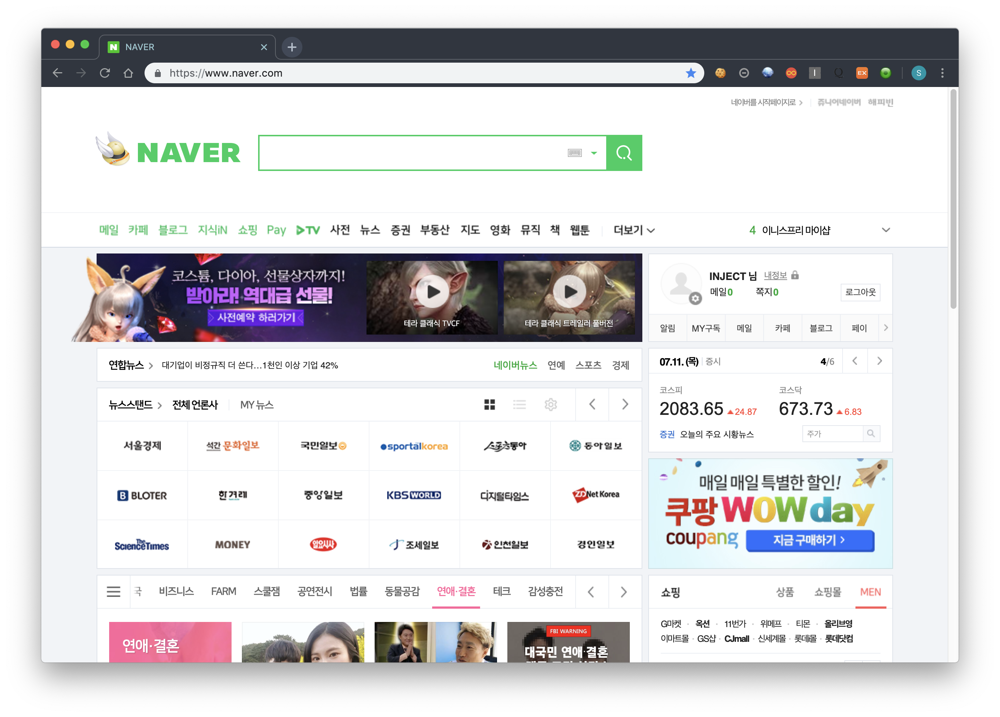 NAVER
https://www.naver.com
EX
S
네이버를 시작페이지로
쥬니어네이버 해피빈
NAVER
메일 카페 블로그 지식iN 쇼핑 Pay TV 사전 뉴스 증권 부동산 지도 영화 뮤직 책 웹툰 더보기
4 이니스프리 마이샵
코스튬, 다이아, 선물상자까지!
받아라! 역대급 선물!
사전예약 하러가기
테라 클래식 TVCF
테라 클래식 트레일러 풀버전
INJECT 님 내정보
메일0 쪽지0
로그아웃
알림 MY구독 메일 카페 블로그 페이
연합뉴스 대기업이 비정규직 더 쓴다…1천인 이상 기업 42%
네이버뉴스 연예 스포츠 경제
07.11. (목) 증시 4/6
코스피 코스닥
2083.65 ▲24.87 673.73 ▲6.83
증권 오늘의 주요 시황뉴스 주가
뉴스스탠드 전체 언론사 MY 뉴스
서울경제 석간 문화일보 국민일보 sportalkorea 스포츠동아 동아일보
B BLOTER 한겨레 중앙일보 KBS WORLD 디지털타임스 ZDNet Korea
The ScienceTimes MONEY 일요시사 조세일보 인천일보 경인일보
매일 매일 특별한 할인!
쿠팡 WOW day
coupang 지금 구매하기
비즈니스 FARM 스쿨잼 공연전시 법률 동물공감 연애·결혼 테크 감성충전
쇼핑 상품 쇼핑몰 MEN
G마켓 · 옥션 · 11번가 · 위메프 · 티몬 · 올리브영
이마트몰 · GS샵 · CJmall · 신세계몰 · 롯데i몰 · 롯데닷컴
연애·결혼
FBI WARNING
대국민 연애·결혼